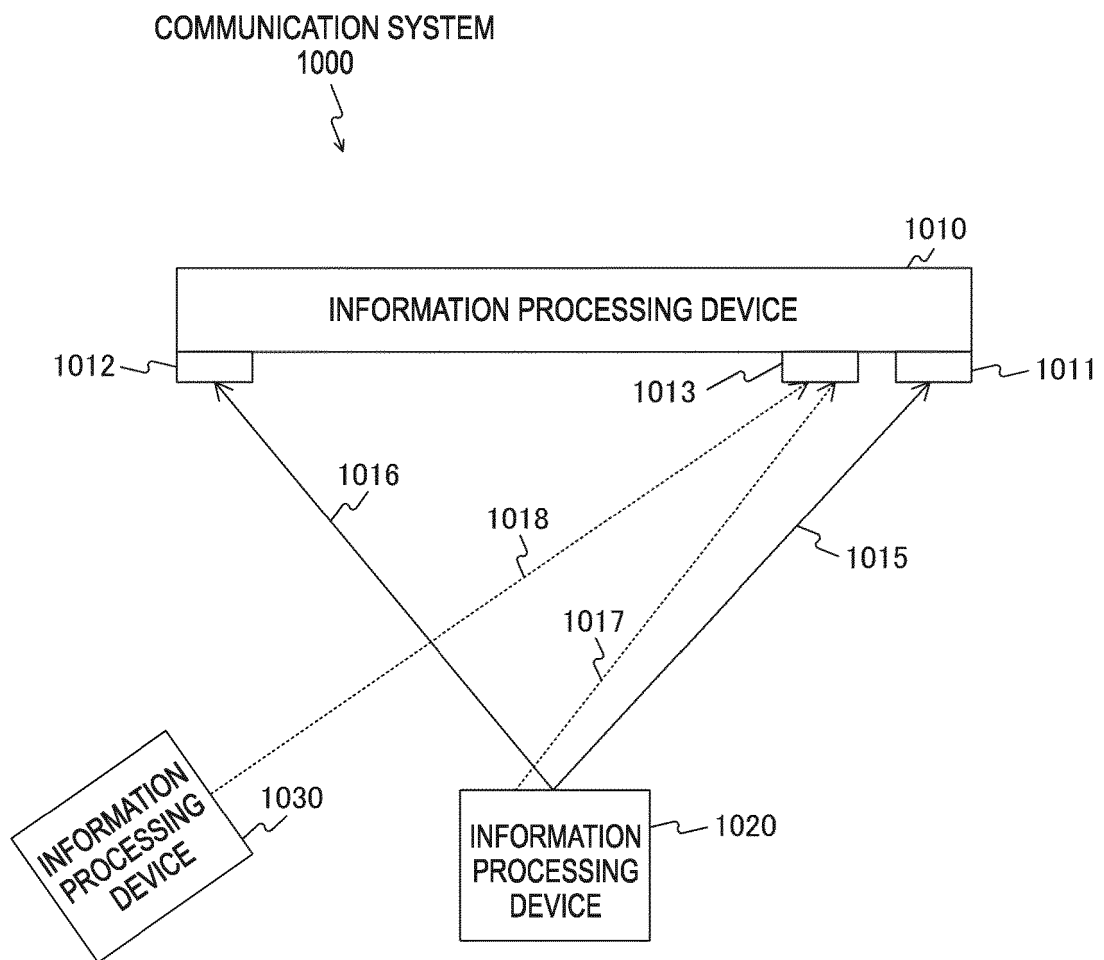 COMMUNICATION SYSTEM
1000
1010
INFORMATION PROCESSING DEVICE
1012
1013
1011
1016
1018
1015
1017
INFORMATION
PROCESSING
DEVICE
1030
INFORMATION
PROCESSING
DEVICE
1020